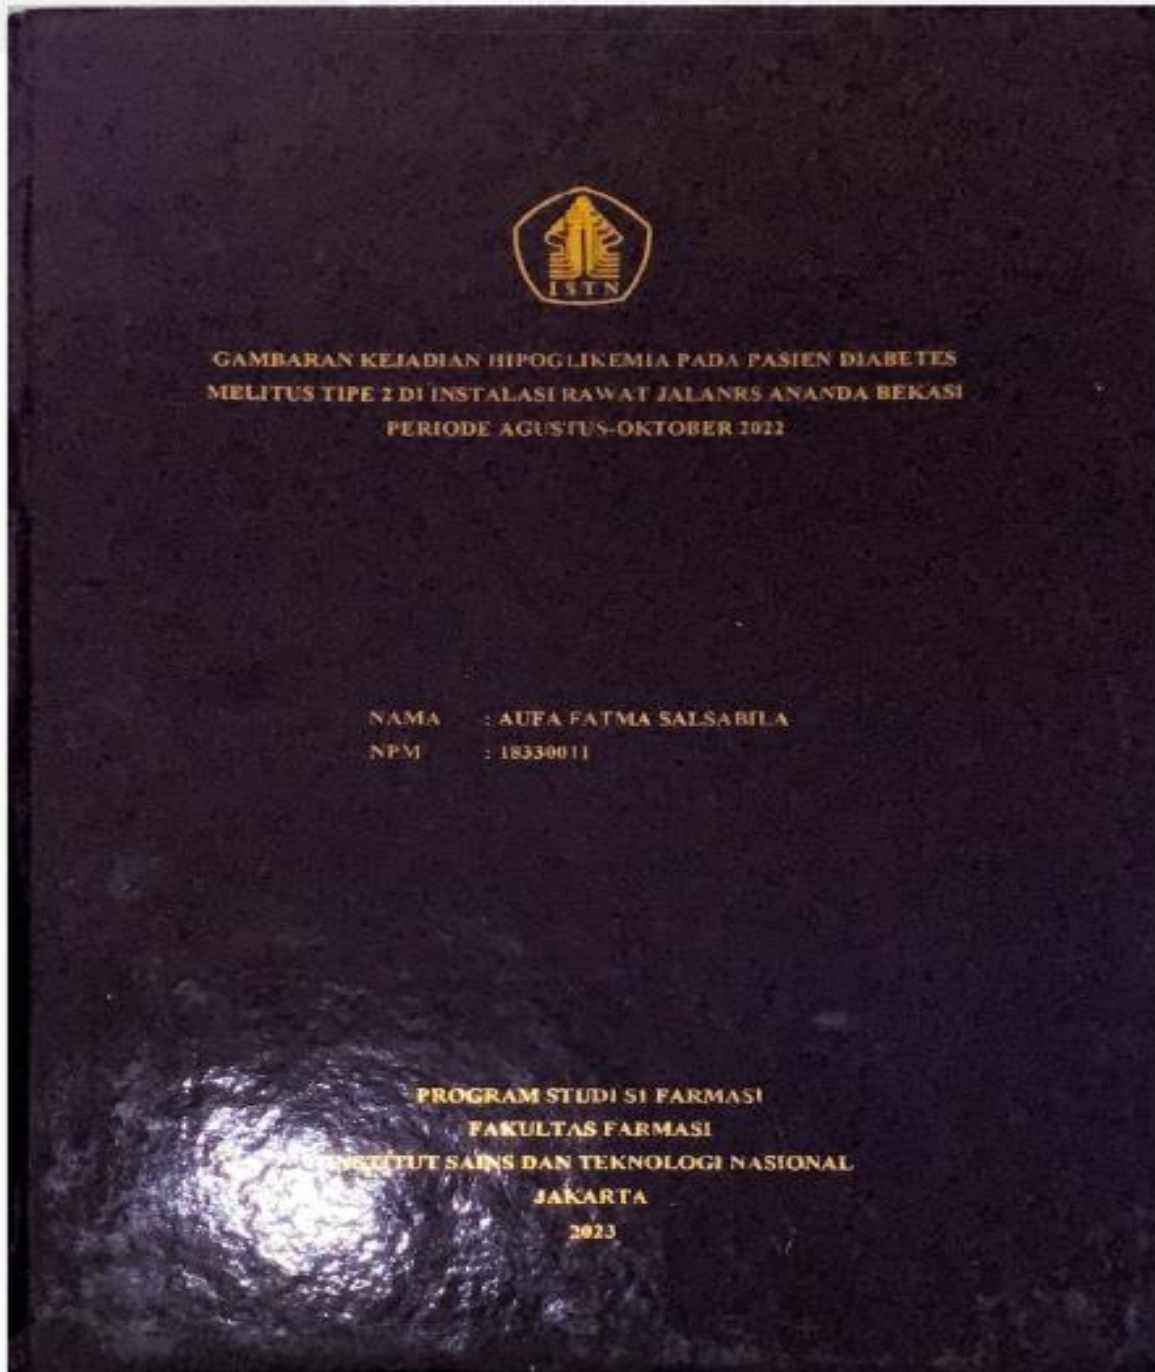 ISTN
GAMBARAN KEJADIAN HIPOGLIKEMIA PADA PASIEN DIABETES
MELITUS TIPE 2 DI INSTALASI RAWAT JALANRS ANANDA BEKASI
PERIODE AGUSTUS-OKTOBER 2022
NAMA : AUFA FATMA SALSABILA
NPM : 18330011
PROGRAM STUDI S1 FARMASI
FAKULTAS FARMASI
INSTITUT SAINS DAN TEKNOLOGI NASIONAL
JAKARTA
2023